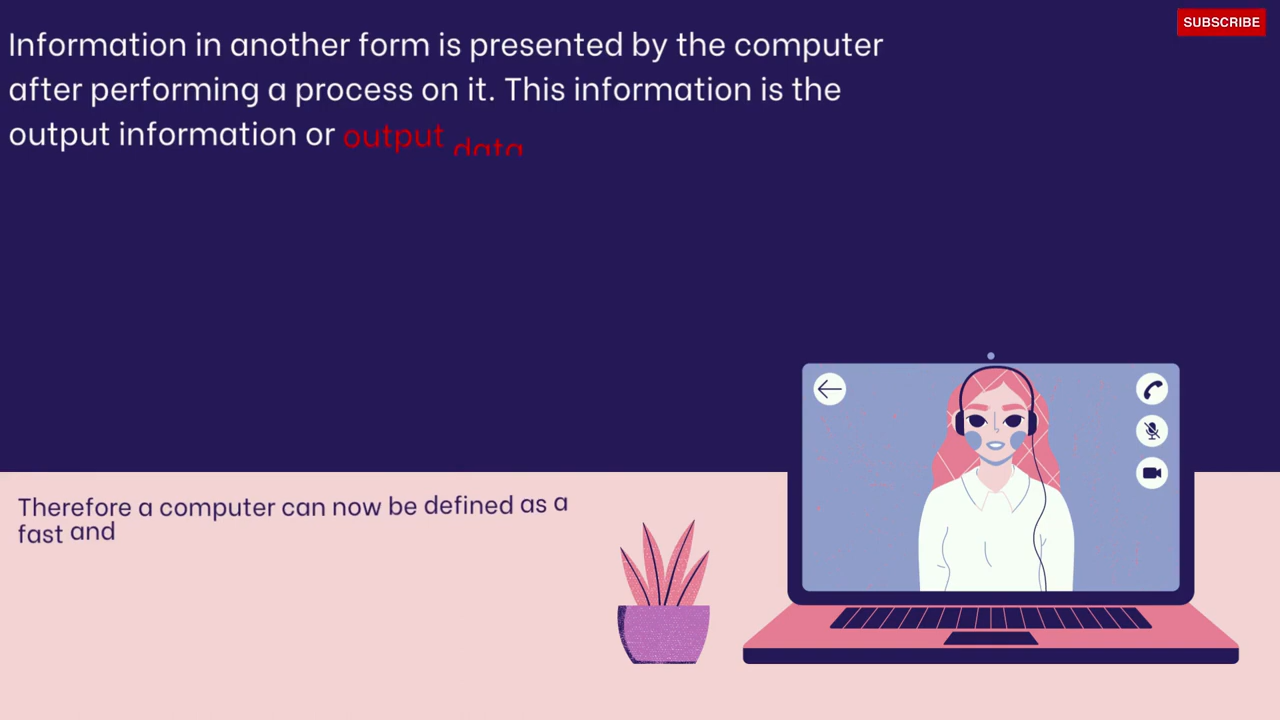 SUBSCRIBE
Information in another form is presented by the computer
after performing a process on it. This information is the
output information or output data
Therefore a computer can now be defined as a
fast and